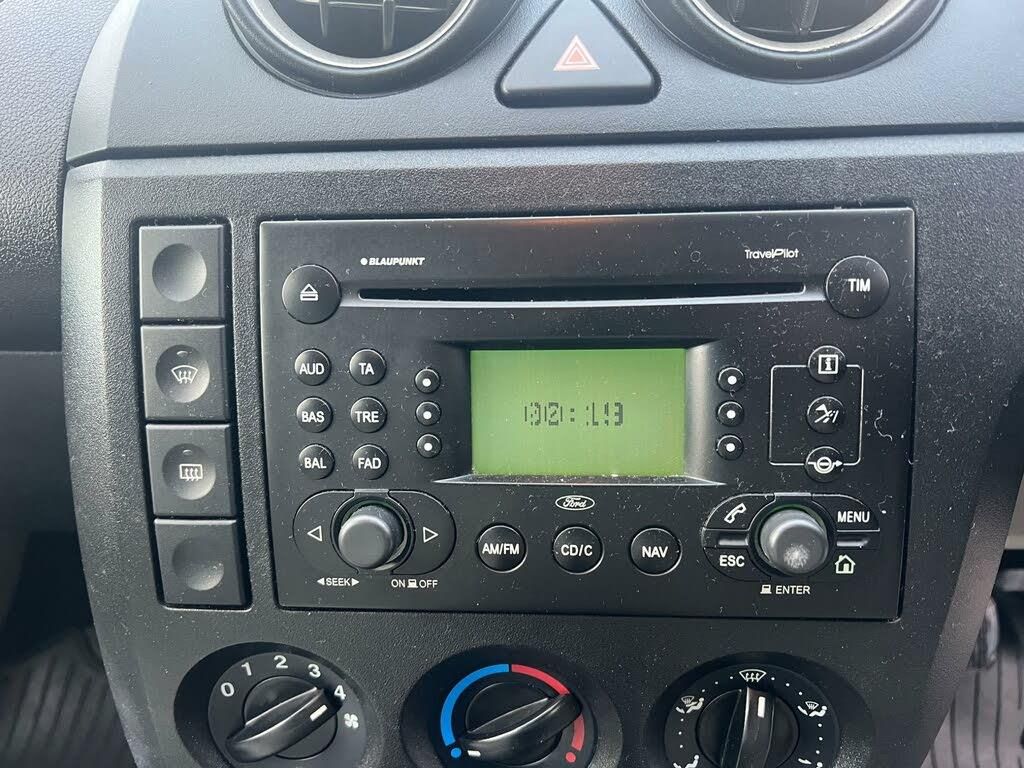 BLAUPUNKT
TravelPilot
TIM
AUD TA
BAS TRE
BAL FAD
00:143
Ford
AM/FM CD/C NAV
MENU
ESC
◄SEEK► ON OFF
ENTER
0 1 2 3 4